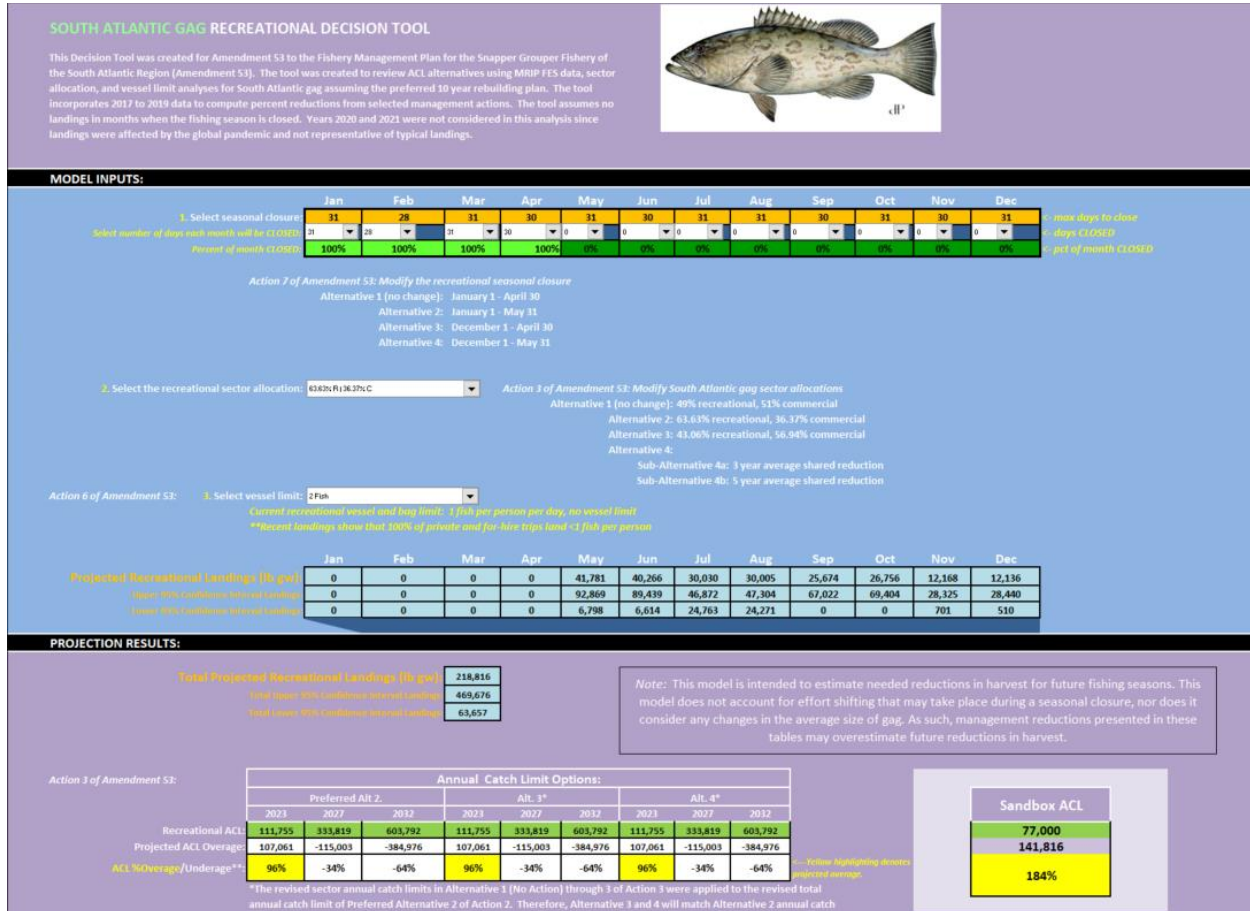 SOUTH ATLANTIC GAG RECREATIONAL DECISION TOOL
This Decision Tool was created for Amendment 53 to the Fishery Management Plan for the Snapper Grouper Fishery of
the South Atlantic Region (Amendment 53). The tool was created to review ACL alternatives using MRIP FES data, sector
allocation, and vessel limit analyses for South Atlantic gag assuming the preferred 10 year rebuilding plan. The tool
incorporates 2017 to 2019 data to compute percent reductions from selected management actions. The tool assumes no
landings in months when the fishing season is closed. Years 2020 and 2021 were not considered in this analysis since
landings were affected by the global pandemic and not representative of typical landings.
dP
MODEL INPUTS:
Jan Feb Mar Apr May Jun Jul Aug Sep Oct Nov Dec
1. Select seasonal closure: 31 28 31 30 31 30 31 31 30 31 30 31 <- max days to close
Select number of days each month will be CLOSED: 31 28 31 30 0 0 0 0 0 0 0 0 <- days CLOSED
Percent of month CLOSED: 100% 100% 100% 100% 0% 0% 0% 0% 0% 0% 0% 0% <- pct of month CLOSED
Action 7 of Amendment 53: Modify the recreational seasonal closure
Alternative 1 (no change): January 1 - April 30
Alternative 2: January 1 - May 31
Alternative 3: December 1 - April 30
Alternative 4: December 1 - May 31
2. Select the recreational sector allocation: 63.63% R | 36.37% C Action 3 of Amendment 53: Modify South Atlantic gag sector allocations
Alternative 1 (no change): 49% recreational, 51% commercial
Alternative 2: 63.63% recreational, 36.37% commercial
Alternative 3: 43.06% recreational, 56.94% commercial
Alternative 4:
Sub-Alternative 4a: 3 year average shared reduction
Sub-Alternative 4b: 5 year average shared reduction
Action 6 of Amendment 53: 3. Select vessel limit: 2 Fish
Current recreational vessel and bag limit: 1 fish per person per day, no vessel limit
**Recent landings show that 100% of private and for-hire trips land <1 fish per person
Jan Feb Mar Apr May Jun Jul Aug Sep Oct Nov Dec
Projected Recreational Landings (lb gw): 0 0 0 0 41,781 40,266 30,030 30,005 25,674 26,756 12,168 12,136
Upper 95% Confidence Interval Landings: 0 0 0 0 92,869 89,439 46,872 47,304 67,022 69,404 28,325 28,440
Lower 95% Confidence Interval Landings: 0 0 0 0 6,798 6,614 24,763 24,271 0 0 701 510
PROJECTION RESULTS:
Total Projected Recreational Landings (lb gw): 218,816
Total Upper 95% Confidence Interval Landings 469,676
Total Lower 95% Confidence Interval Landings 63,657
Note: This model is intended to estimate needed reductions in harvest for future fishing seasons. This
model does not account for effort shifting that may take place during a seasonal closure, nor does it
consider any changes in the average size of gag. As such, management reductions presented in these
tables may overestimate future reductions in harvest.
Action 3 of Amendment 53: Annual Catch Limit Options:
Preferred Alt 2. Alt. 3* Alt. 4*
2023 2027 2032 2023 2027 2032 2023 2027 2032
Recreational ACL: 111,755 333,819 603,792 111,755 333,819 603,792 111,755 333,819 603,792
Projected ACL Overage: 107,061 -115,003 -384,976 107,061 -115,003 -384,976 107,061 -115,003 -384,976
ACL %Overage/Underage**: 96% -34% -64% 96% -34% -64% 96% -34% -64%
<---Yellow highlighting denotes
projected overage.
Sandbox ACL
77,000
141,816
184%
*The revised sector annual catch limits in Alternative 1 (No Action) through 3 of Action 3 were applied to the revised total
annual catch limit of Preferred Alternative 2 of Action 2. Therefore, Alternative 3 and 4 will match Alternative 2 annual catch